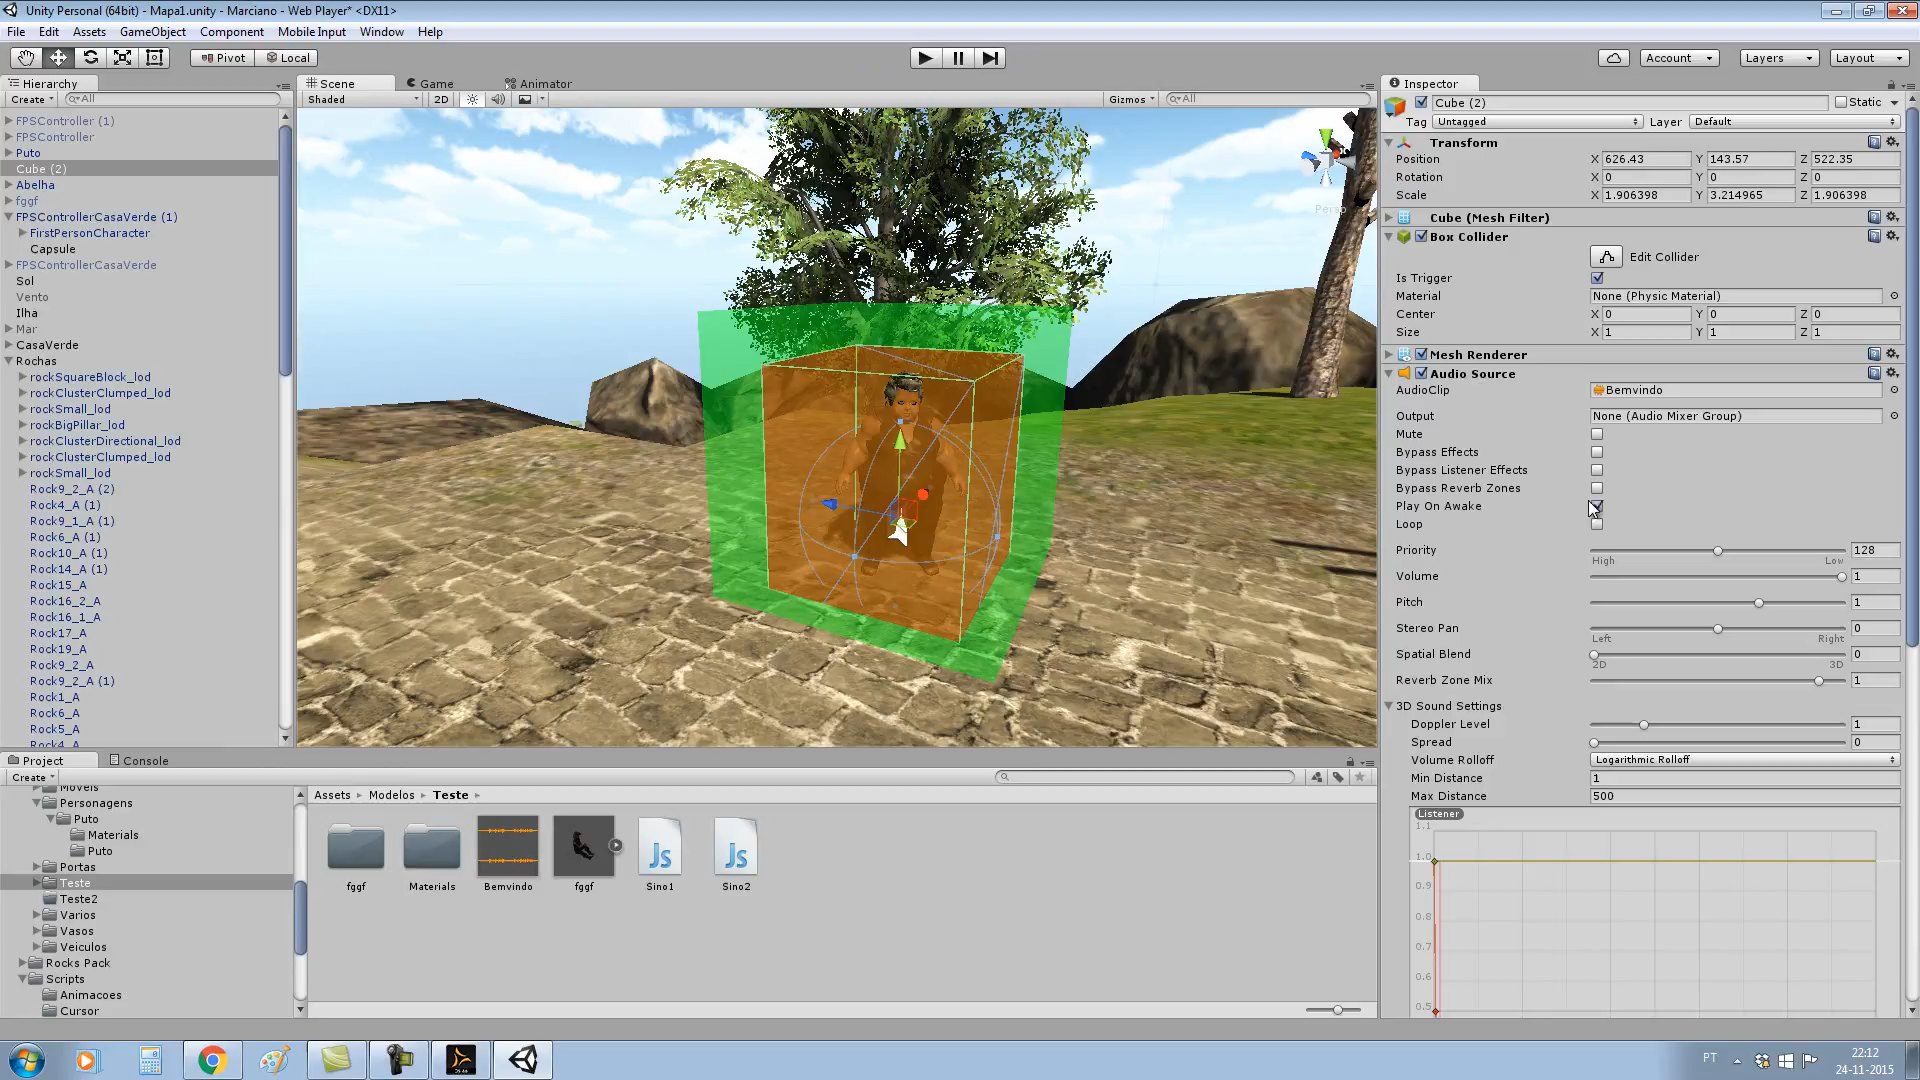 Unity Personal (64bit) - Mapa1.unity - Marciano - Web Player* <DX11>
File Edit Assets GameObject Component Mobile Input Window Help
Pivot Local Account Layers Layout
Hierarchy
Create All
FPSController (1)
FPSController
Puto
Cube (2)
Abelha
fggf
FPSControllerCasaVerde (1)
FirstPersonCharacter
Capsule
FPSControllerCasaVerde
Sol
Vento
Ilha
Mar
CasaVerde
Rochas
rockSquareBlock_lod
rockClusterClumped_lod
rockSmall_lod
rockBigPillar_lod
rockClusterDirectional_lod
rockClusterClumped_lod
rockSmall_lod
Rock9_2_A (2)
Rock4_A (1)
Rock9_1_A (1)
Rock6_A (1)
Rock10_A (1)
Rock14_A (1)
Rock15_A
Rock16_2_A
Rock16_1_A
Rock17_A
Rock19_A
Rock9_2_A
Rock9_2_A (1)
Rock1_A
Rock6_A
Rock5_A
Rock4_A
Scene Game Animator
Shaded 2D Gizmos All
Persp
Inspector
Cube (2) Static
Tag Untagged Layer Default
Transform
Position X 626.43 Y 143.57 Z 522.35
Rotation X 0 Y 0 Z 0
Scale X 1.906398 Y 3.214965 Z 1.906398
Cube (Mesh Filter)
Box Collider
Edit Collider
Is Trigger
Material None (Physic Material)
Center X 0 Y 0 Z 0
Size X 1 Y 1 Z 1
Mesh Renderer
Audio Source
AudioClip Bemvindo
Output None (Audio Mixer Group)
Mute
Bypass Effects
Bypass Listener Effects
Bypass Reverb Zones
Play On Awake
Loop
Priority 128
High Low
Volume 1
Pitch 1
Stereo Pan 0
Left Right
Spatial Blend 0
2D 3D
Reverb Zone Mix 1
3D Sound Settings
Doppler Level 1
Spread 0
Volume Rolloff Logarithmic Rolloff
Min Distance 1
Max Distance 500
Listener
1.1
1.0
0.9
0.8
0.7
0.6
0.5
Project Console
Create
Moveis
Personagens
Puto
Materials
Puto
Portas
Teste
Teste2
Varios
Vasos
Veiculos
Rocks Pack
Scripts
Animacoes
Cursor
Assets Modelos Teste
fggf Materials Bemvindo fggf Sino1 Sino2
Js Js
PT 22:12
24-11-2015